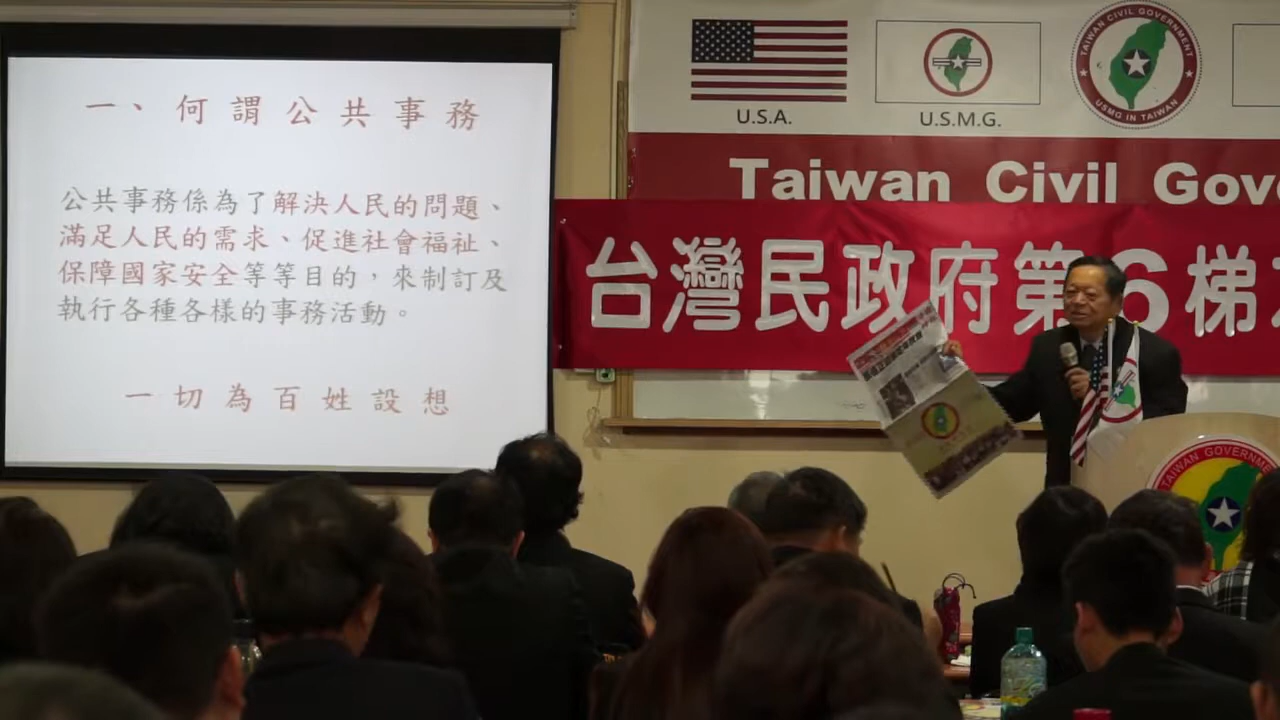 一、何謂公共事務
公共事務係為了解決人民的問題、
滿足人民的需求、促進社會福祉、
保障國家安全等等目的，來制訂及
執行各種各樣的事務活動。
一切為百姓設想
U.S.A.
U.S.M.G.
TAIWAN CIVIL GOVERNMENT
USMG IN TAIWAN
Taiwan Civil Gov
台灣民政府第6梯
TAIWAN GOVERNM